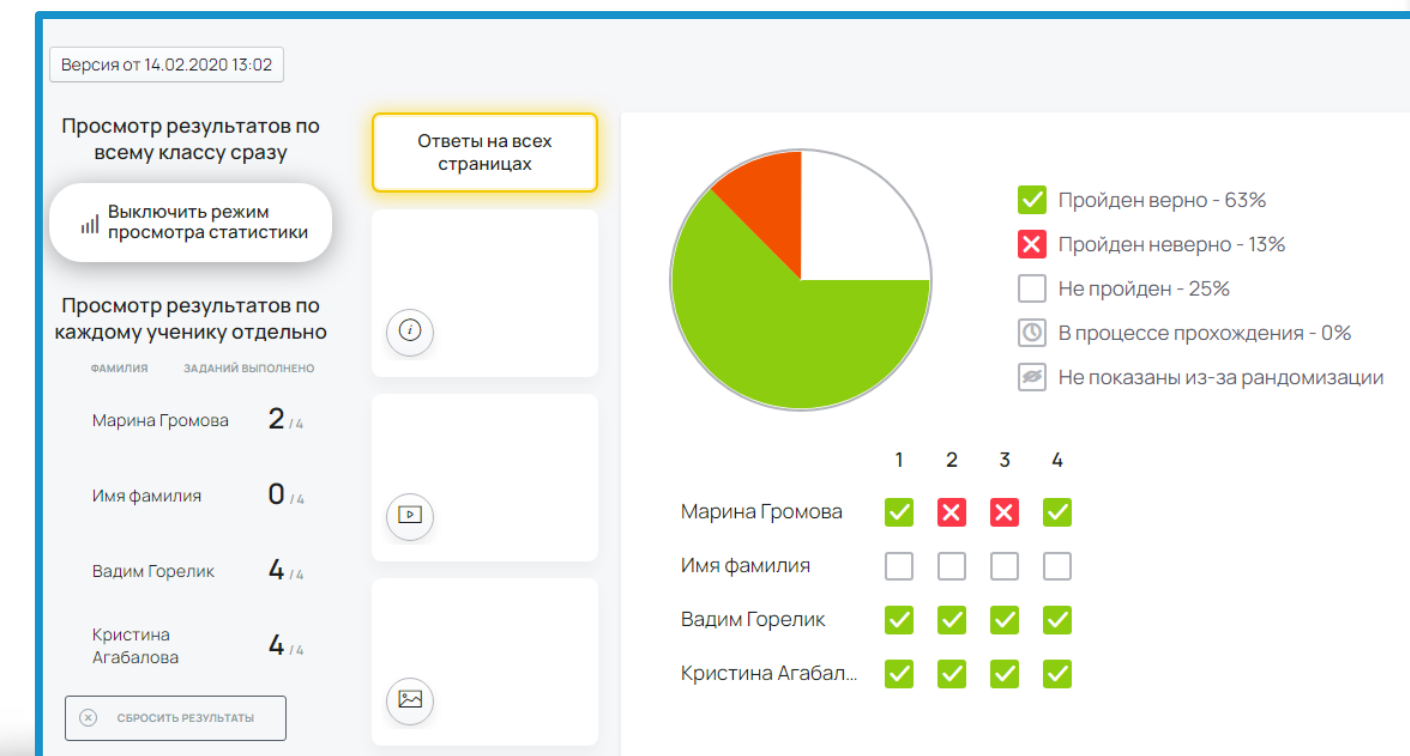 Версия от 14.02.2020 13:02
Просмотр результатов по
всему классу сразу
Выключить режим
просмотра статистики
Просмотр результатов по
каждому ученику отдельно
ФАМИЛИЯ ЗАДАНИЙ ВЫПОЛНЕНО
Марина Громова 2 / 4
Имя фамилия 0 / 4
Вадим Горелик 4 / 4
Кристина
Агабалова 4 / 4
СБРОСИТЬ РЕЗУЛЬТАТЫ
Ответы на всех
страницах
Пройден верно - 63%
Пройден неверно - 13%
Не пройден - 25%
В процессе прохождения - 0%
Не показаны из-за рандомизации
1 2 3 4
Марина Громова
Имя фамилия
Вадим Горелик
Кристина Агабал...